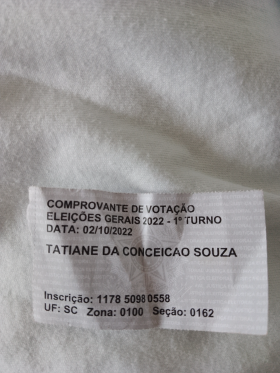 COMPROVANTE DE VOTAÇÃO
ELEIÇÕES GERAIS 2022 - 1º TURNO
DATA: 02/10/2022
TATIANE DA CONCEICAO SOUZA
Inscrição: 1178 5098 0558
UF: SC Zona: 0100 Seção: 0162